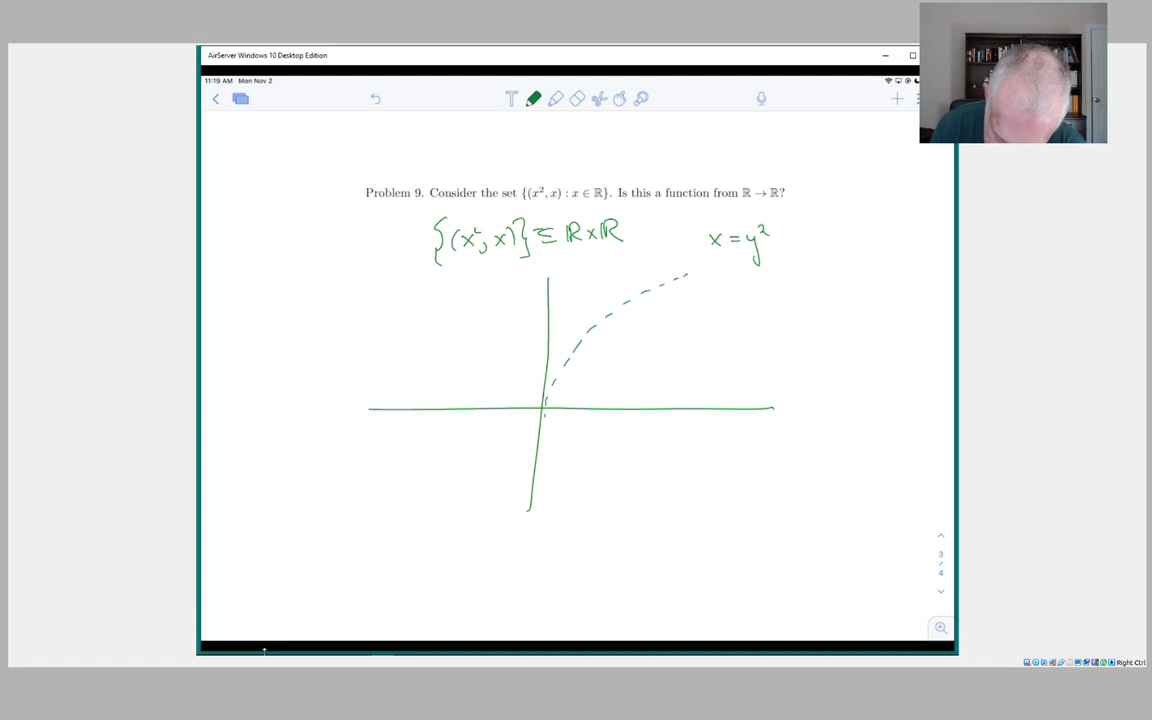 AirServer Windows 10 Desktop Edition
11:19 AM Mon Nov 2
T
Problem 9. Consider the set {(x², x) : x ∈ ℝ}. Is this a function from ℝ → ℝ?
{(x², x)} ⊆ ℝ×ℝ x = y²
3
4
Right Ctrl